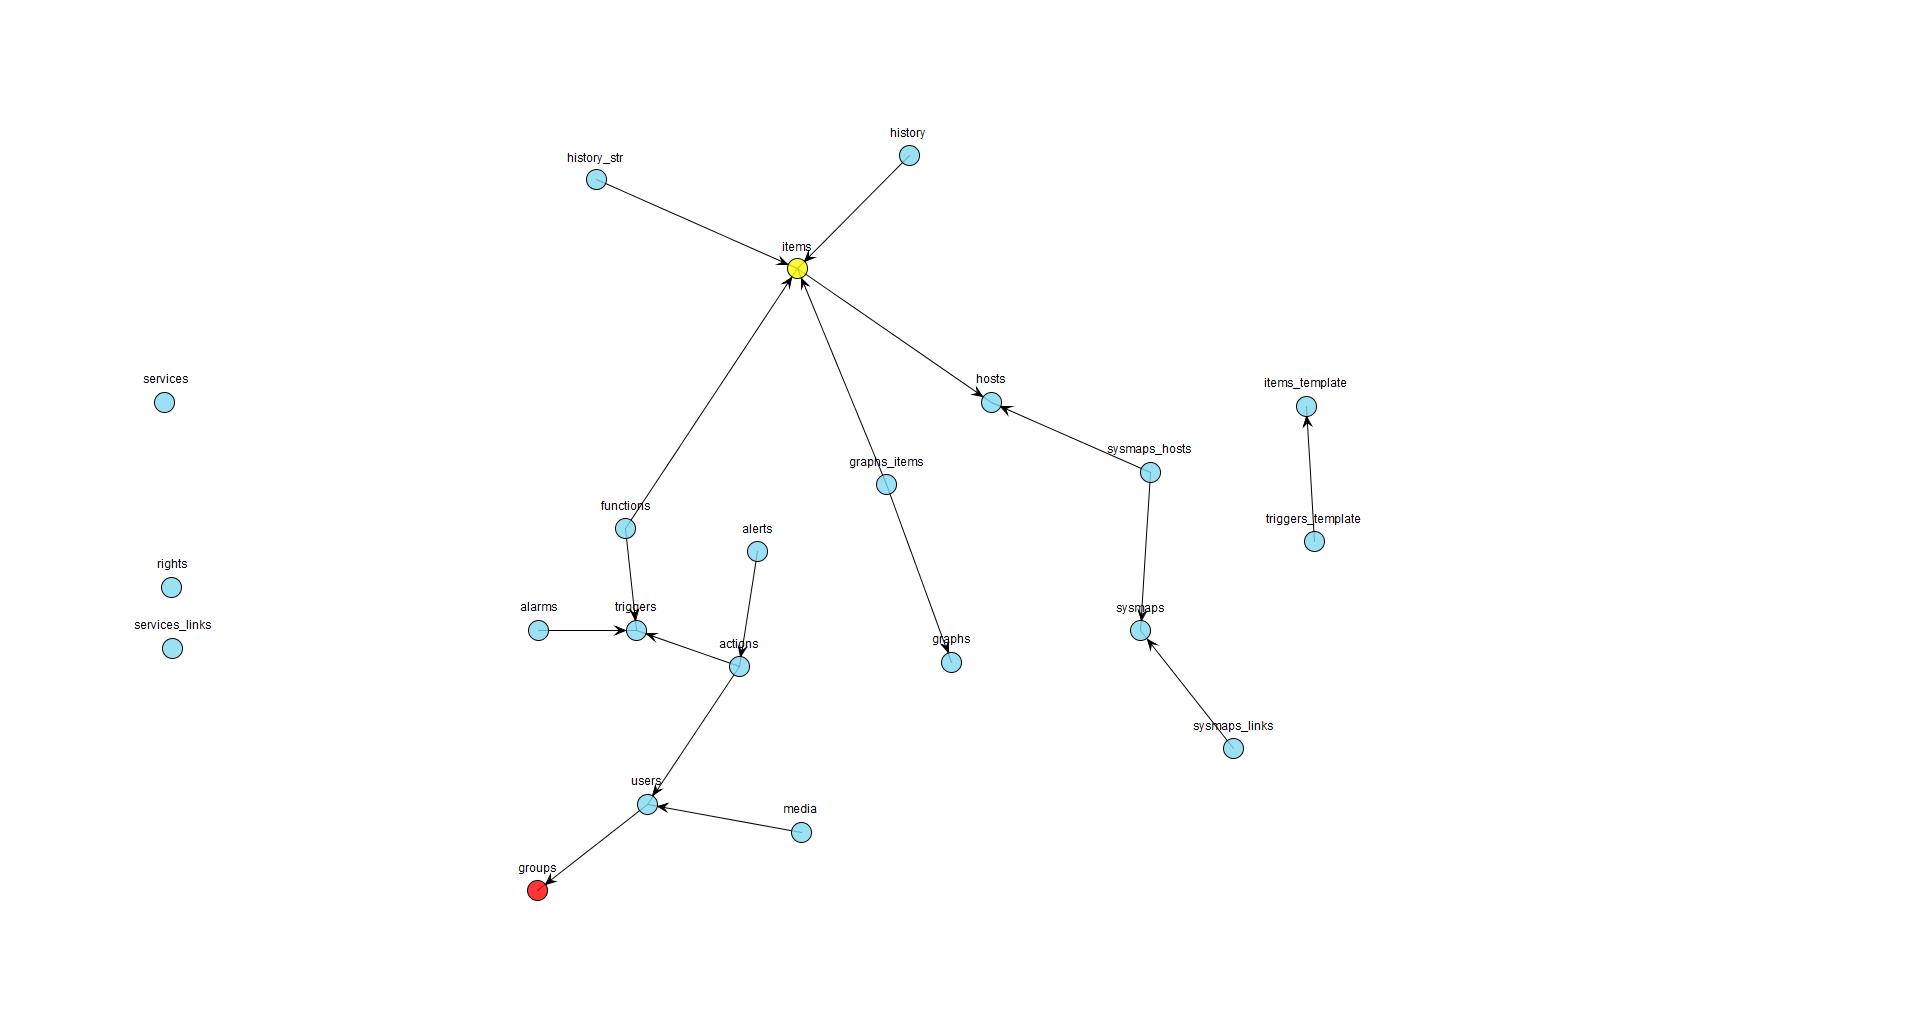 history
history_str
items
services
hosts
items_template
sysmaps_hosts
graphs_items
functions
triggers_template
alerts
rights
alarms
triggers
sysmaps
services_links
graphs
actions
sysmaps_links
users
media
groups